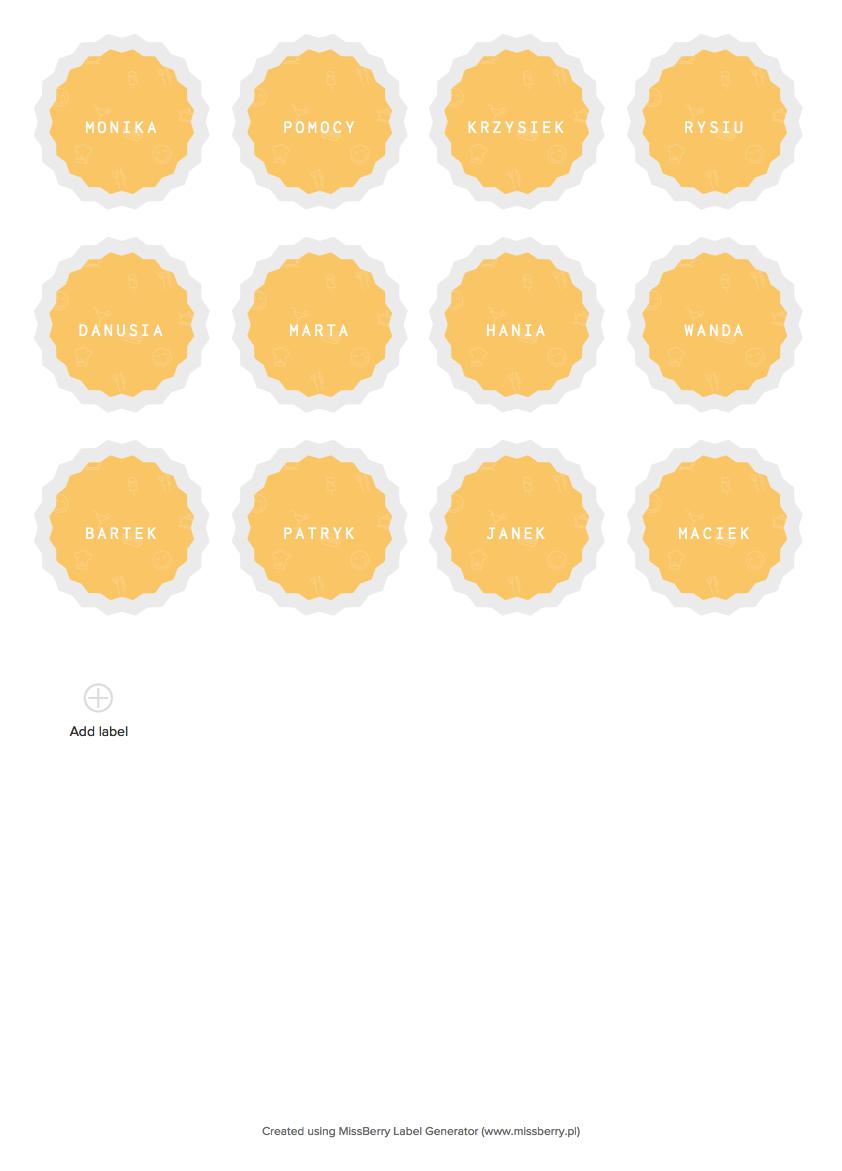 MONIKA
POMOCY
KRZYSIEK
RYSIU
DANUSIA
MARTA
HANIA
WANDA
BARTEK
PATRYK
JANEK
MACIEK
Add label
Created using MissBerry Label Generator (www.missberry.pl)